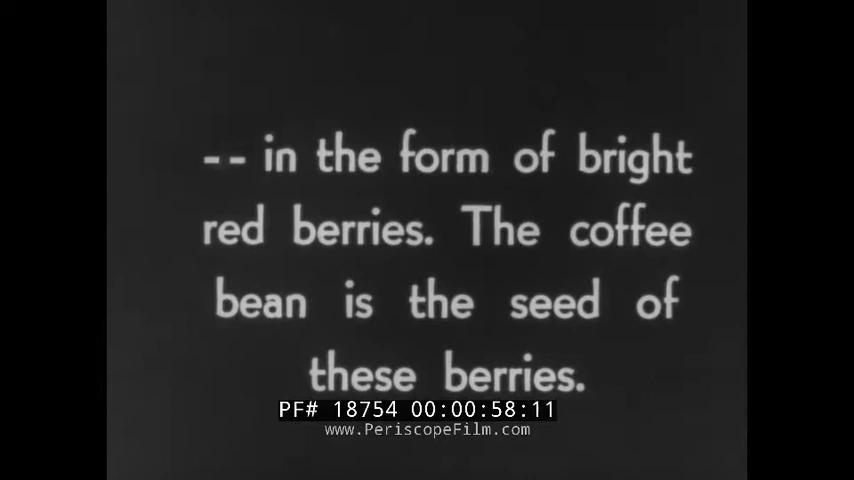 -- in the form of bright
red berries. The coffee
bean is the seed of
these berries.
PF# 18754 00:00:58:11
www.PeriscopeFilm.com